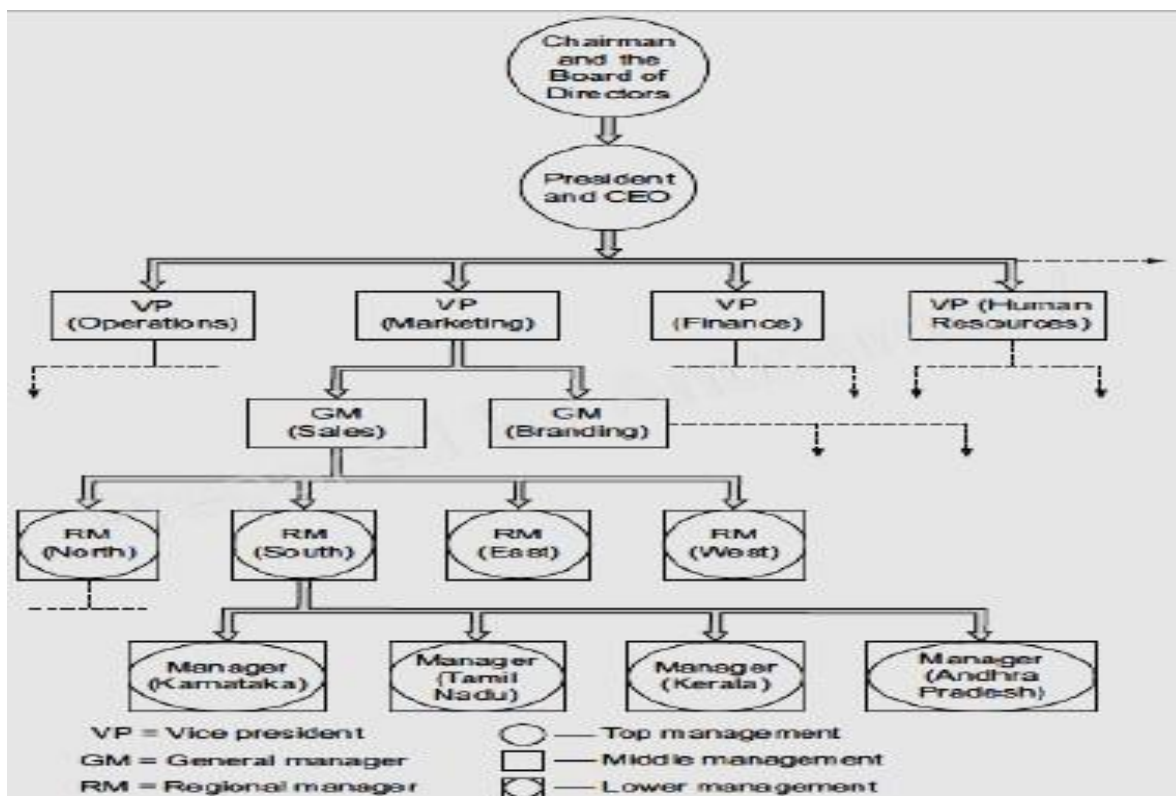 Chairman
and the
Board of
Directors
President
and CEO
VP
(Operations)
VP
(Marketing)
VP
(Finance)
VP (Human
Resources)
GM
(Sales)
GM
(Branding)
RM
(North)
RM
(South)
RM
(East)
RM
(West)
Manager
(Karnataka)
Manager
(Tamil
Nadu)
Manager
(Kerala)
Manager
(Andhra
Pradesh)
VP = Vice president
GM = General manager
RM = Regional manager
— Top management
— Middle management
— Lower management